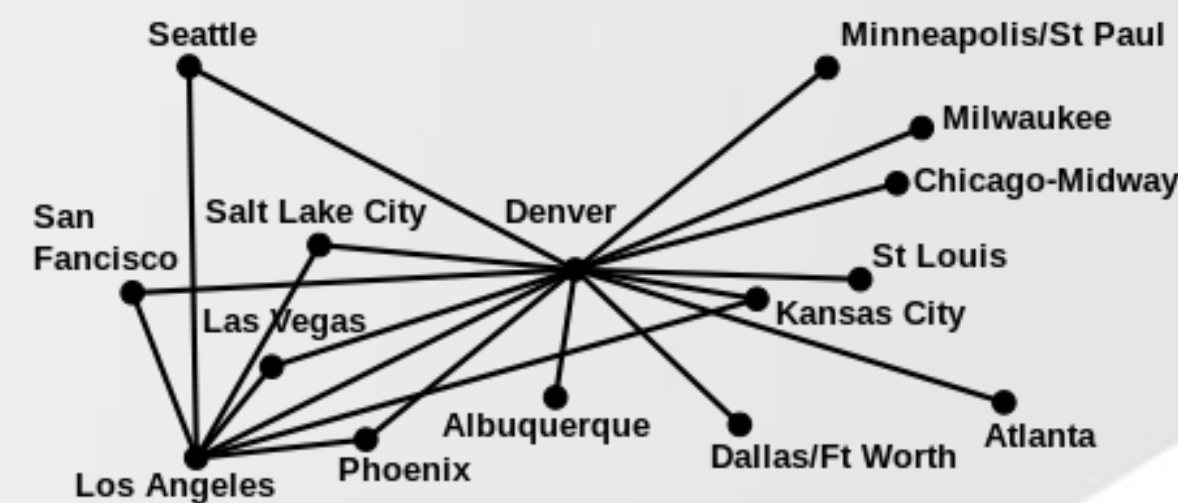 Seattle
Minneapolis/St Paul
Milwaukee
Chicago-Midway
San
Fancisco
Salt Lake City
Denver
St Louis
Las Vegas
Kansas City
Albuquerque
Dallas/Ft Worth
Atlanta
Phoenix
Los Angeles